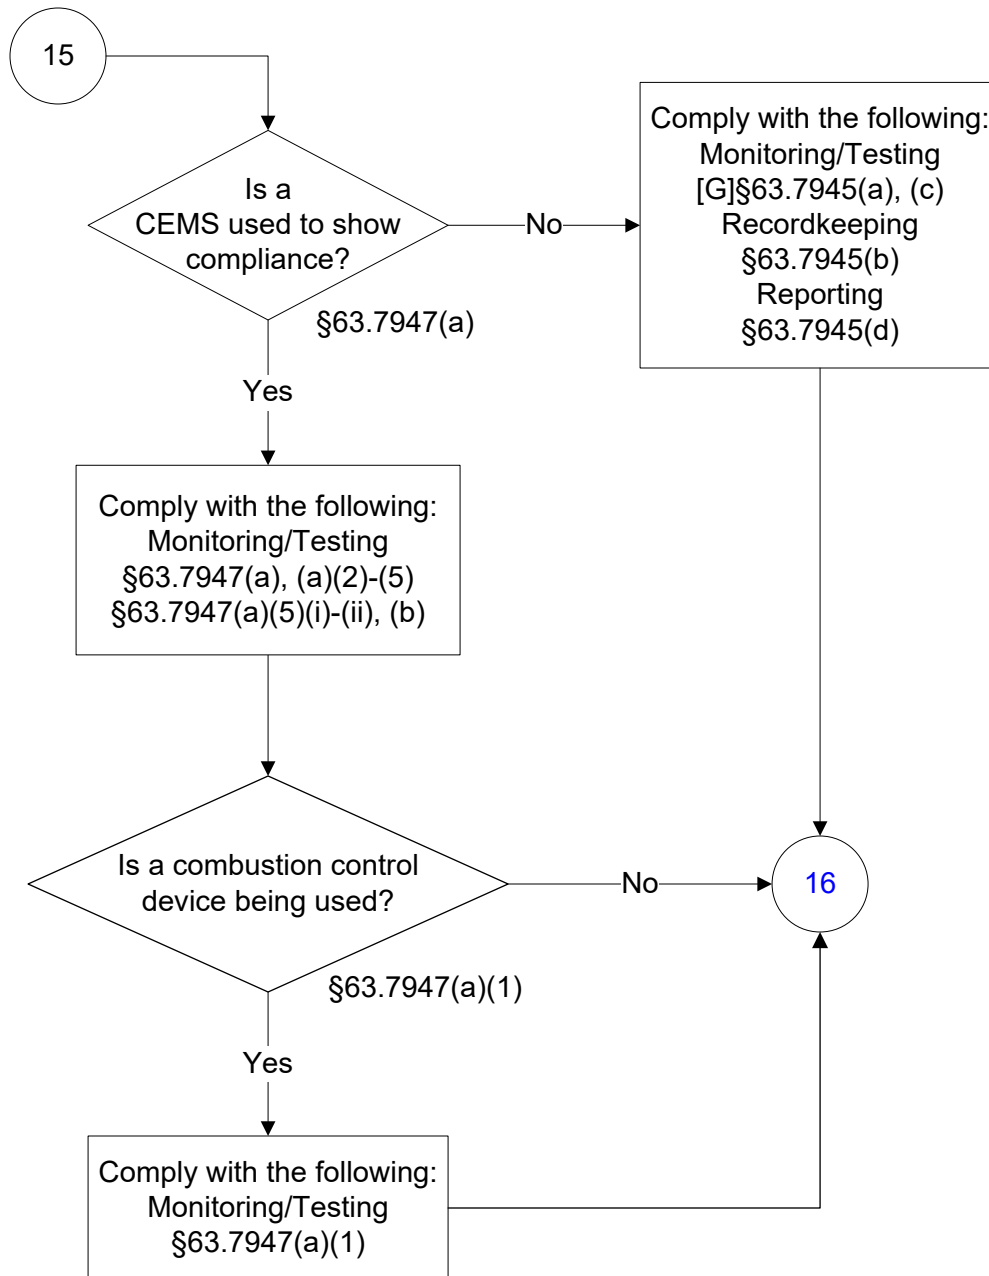 15
Is a
CEMS used to show
compliance?
§63.7947(a)
No
Comply with the following:
Monitoring/Testing
[G]§63.7945(a), (c)
Recordkeeping
§63.7945(b)
Reporting
§63.7945(d)
Yes
Comply with the following:
Monitoring/Testing
§63.7947(a), (a)(2)-(5)
§63.7947(a)(5)(i)-(ii), (b)
Is a combustion control
device being used?
§63.7947(a)(1)
No
16
Yes
Comply with the following:
Monitoring/Testing
§63.7947(a)(1)